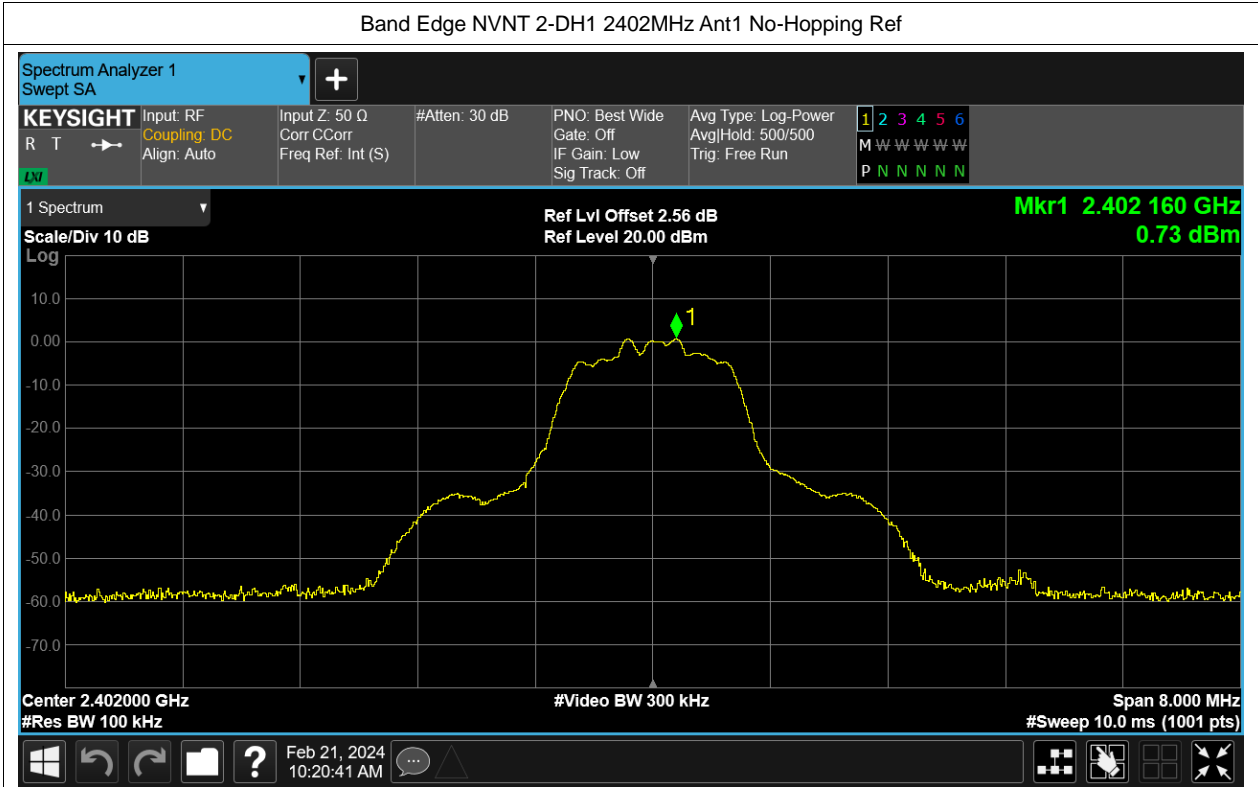 Band Edge NVNT 2-DH1 2402MHz Ant1 No-Hopping Ref
Spectrum Analyzer 1
Swept SA
KEYSIGHT
R T
LXI
Input: RF
Coupling: DC
Align: Auto
Input Z: 50 Ω
Corr CCorr
Freq Ref: Int (S)
#Atten: 30 dB
PNO: Best Wide
Gate: Off
IF Gain: Low
Sig Track: Off
Avg Type: Log-Power
Avg|Hold: 500/500
Trig: Free Run
1 2 3 4 5 6
M W W W W W
P N N N N N
1 Spectrum
Scale/Div 10 dB
Log
Ref Lvl Offset 2.56 dB
Ref Level 20.00 dBm
Mkr1 2.402 160 GHz
0.73 dBm
1
10.0
0.00
-10.0
-20.0
-30.0
-40.0
-50.0
-60.0
-70.0
Center 2.402000 GHz
#Video BW 300 kHz
Span 8.000 MHz
#Res BW 100 kHz
#Sweep 10.0 ms (1001 pts)
?
Feb 21, 2024
10:20:41 AM